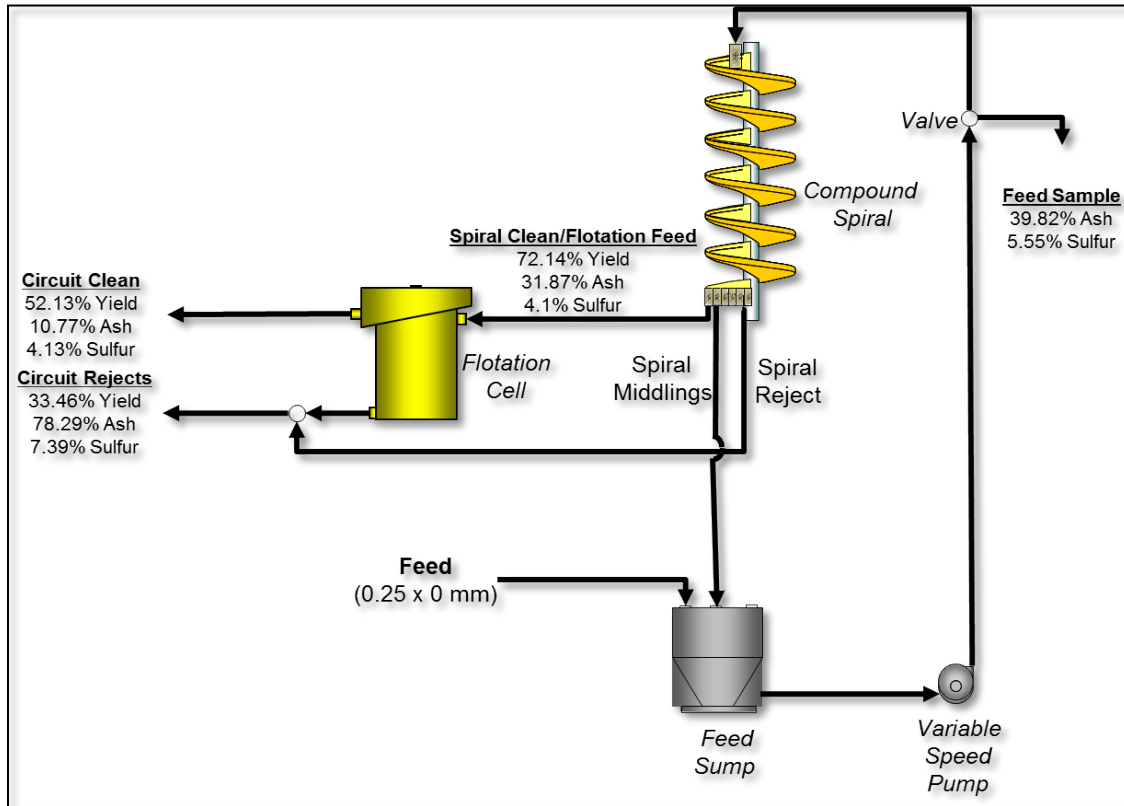 Valve
Compound
Spiral
Feed Sample
39.82% Ash
5.55% Sulfur
Spiral Clean/Flotation Feed
72.14% Yield
31.87% Ash
4.1% Sulfur
Circuit Clean
52.13% Yield
10.77% Ash
4.13% Sulfur
Circuit Rejects
33.46% Yield
78.29% Ash
7.39% Sulfur
Flotation
Cell
Spiral
Middlings
Spiral
Reject
Feed
(0.25 x 0 mm)
Feed
Sump
Variable
Speed
Pump